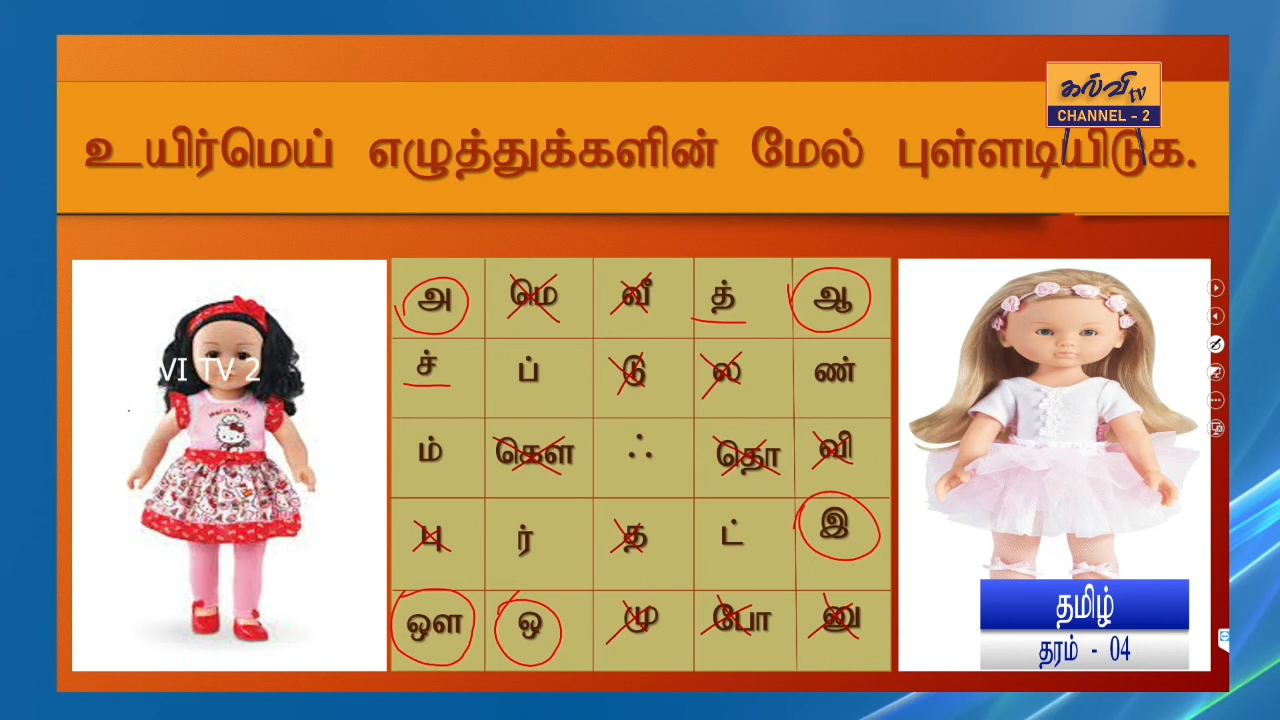 கல்வி tv
CHANNEL - 2
உயிர்மெய் எழுத்துக்களின் மேல் புள்ளடியிடுக.
அ மெ வீ த் ஆ
ச் ப் டு ல ண்
ம் கௌ ஃ தொ வி
பு ர் த ட் இ
ஔ ஒ மு போ னு
VI TV 2
தமிழ்
தரம் - 04